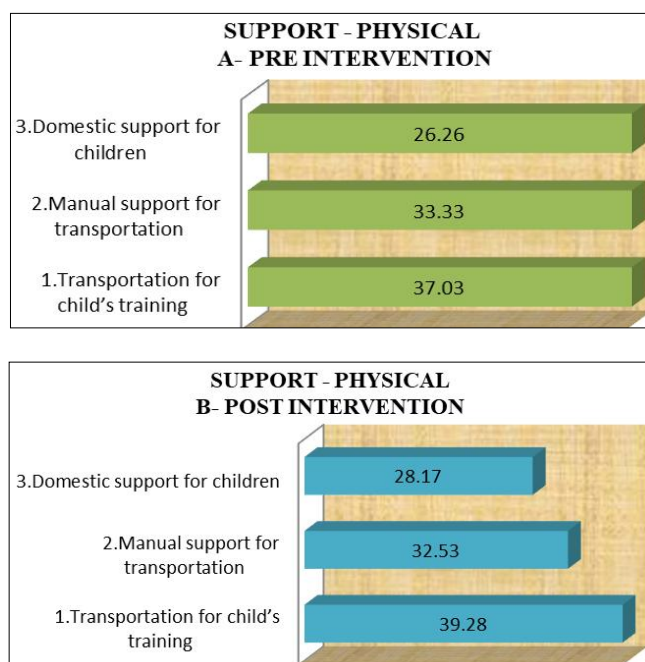 SUPPORT - PHYSICAL
A- PRE INTERVENTION
3.Domestic support for
children
26.26
2.Manual support for
transportation
33.33
1.Transportation for
child's training
37.03
SUPPORT - PHYSICAL
B- POST INTERVENTION
3.Domestic support for children
28.17
2.Manual support for
transportation
32.53
1.Transportation for child's
training
39.28